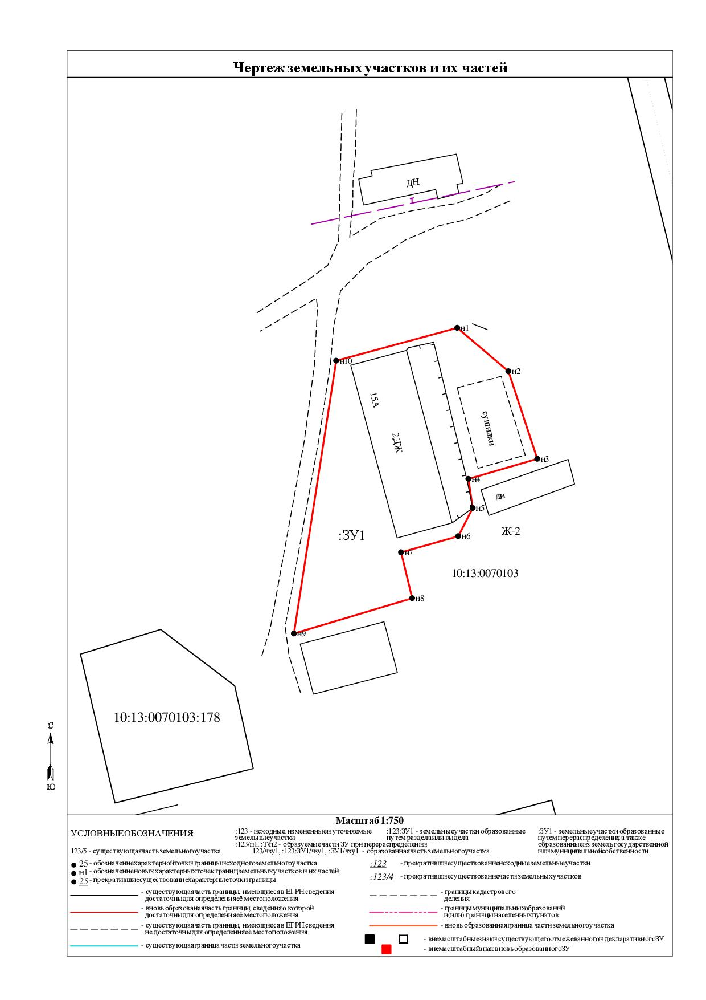 Чертеж земельных участков и их частей
ДН
н1
н10
н2
15А
сушилки
2ДЖ
н3
н4
дн
н5
:ЗУ1
Ж-2
н6
н7
10:13:0070103
н8
н9
10:13:0070103:178
С
Ю
Масштаб 1:750
УСЛОВНЫЕ ОБОЗНАЧЕНИЯ
:123 - исходные, измененные и уточняемые
земельные участки
:123:ЗУ1 - земельные участки образованные
путем раздела или выдела
:ЗУ1 - земельные участки образованные
путем перераспределения, а также
образованные из земель государственной
или муниципальной собственности
:123/п1, :Т/п2 - образуемые части ЗУ при перераспределении
123/5 - существующая часть земельного участка
123/чзу1, :123:ЗУ1/чзу1, :ЗУ1/чзу1 - образованная часть земельного участка
25 - обозначение характерной точки границы исходного земельного участка
н1 - обозначение новых характерных точек границ земельных участков и их частей
25 - прекратившие существование характерные точки границы
:123 - прекратившие существование исходные земельные участки
:123/4 - прекратившие существование части земельных участков
- существующая часть границы, имеющиеся в ЕГРН сведения
достаточны для определения её местоположения
- вновь образованая часть границы, сведения о которой
достаточны для определения её местоположения
- существующая часть границы, имеющиеся в ЕГРН сведения
не достаточны для определения её местоположения
- существующая граница части земельного участка
- границы кадастрового
деления
- границы муниципальных образований
и (или) границы населенных пунктов
- вновь образованная граница части земельного участка
- внемасштабные знаки существующего отмежеванного и декларативного ЗУ
- внемасштабный знак вновь образованного ЗУ